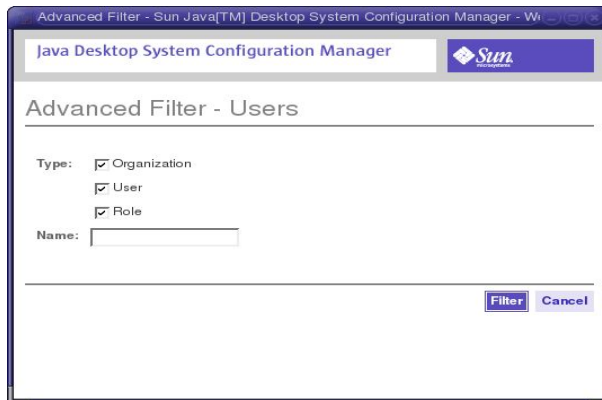 Advanced Filter - Sun Java[TM] Desktop System Configuration Manager - W
Java Desktop System Configuration Manager
Sun
microsystems
Advanced Filter - Users
Type:
Organization
User
Role
Name:
Filter
Cancel